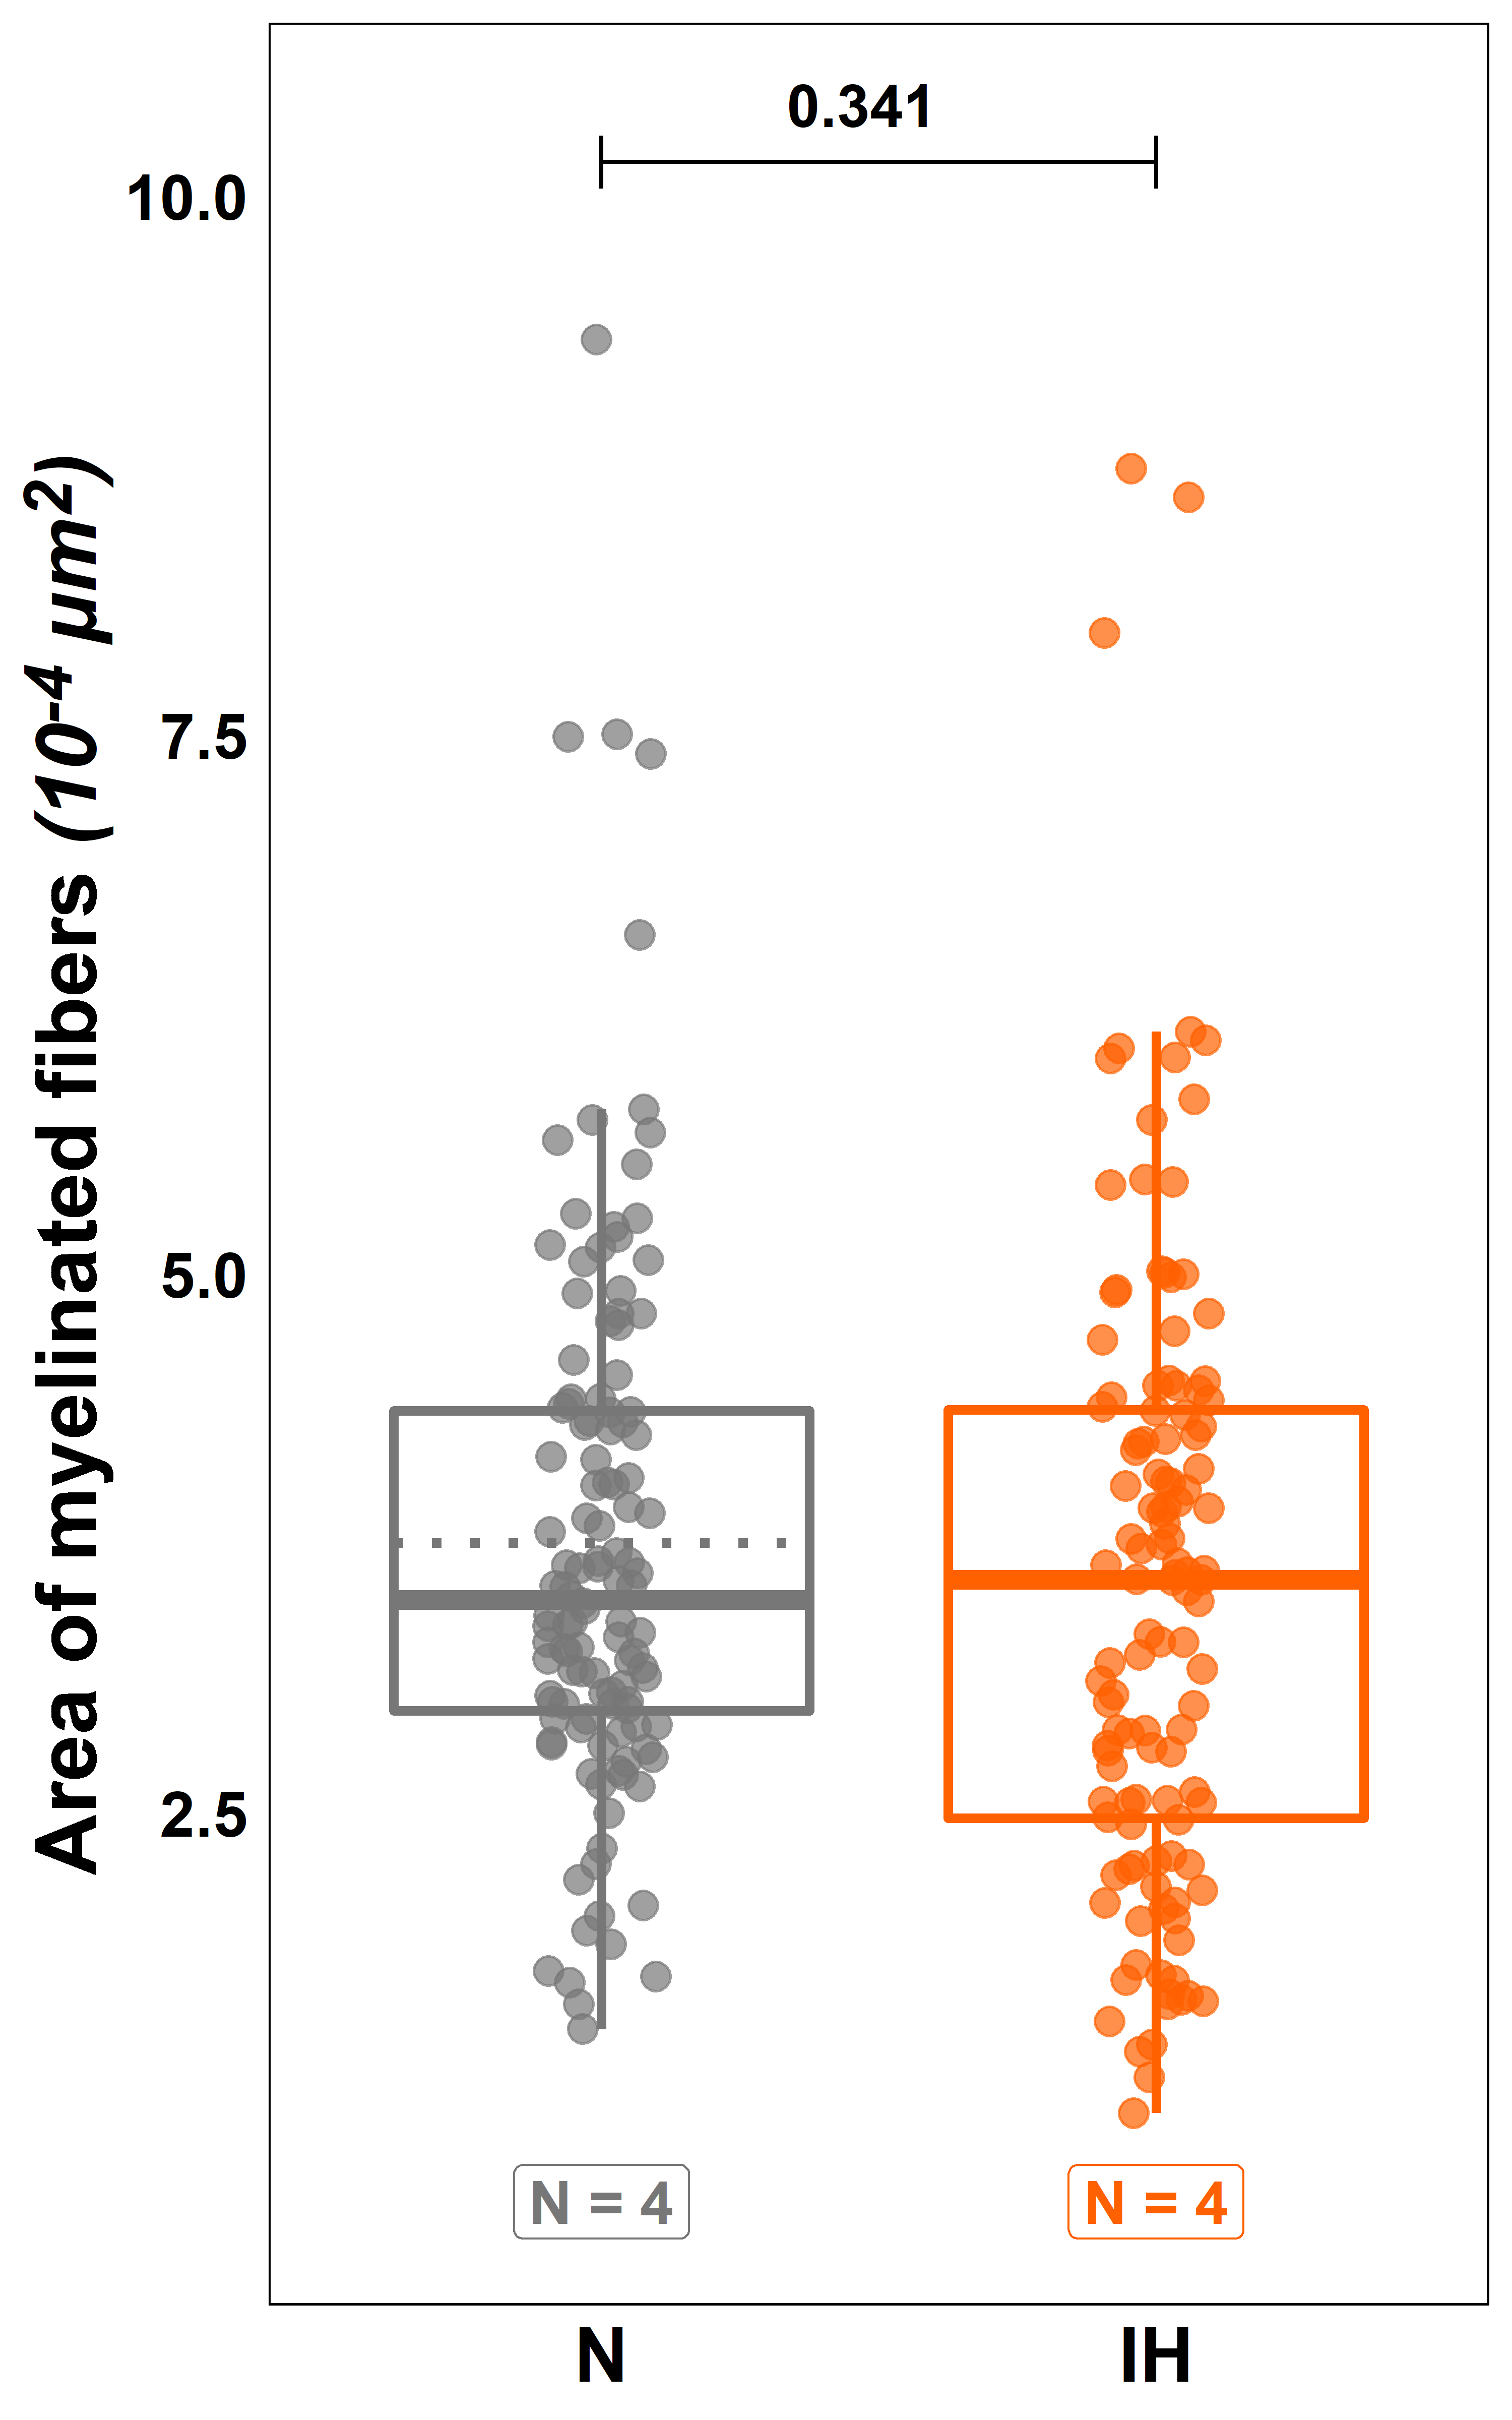 0.341
10.0
7.5
5.0
2.5
Area of myelinated fibers (10⁻⁴ µm²)
N = 4
N = 4
N
IH